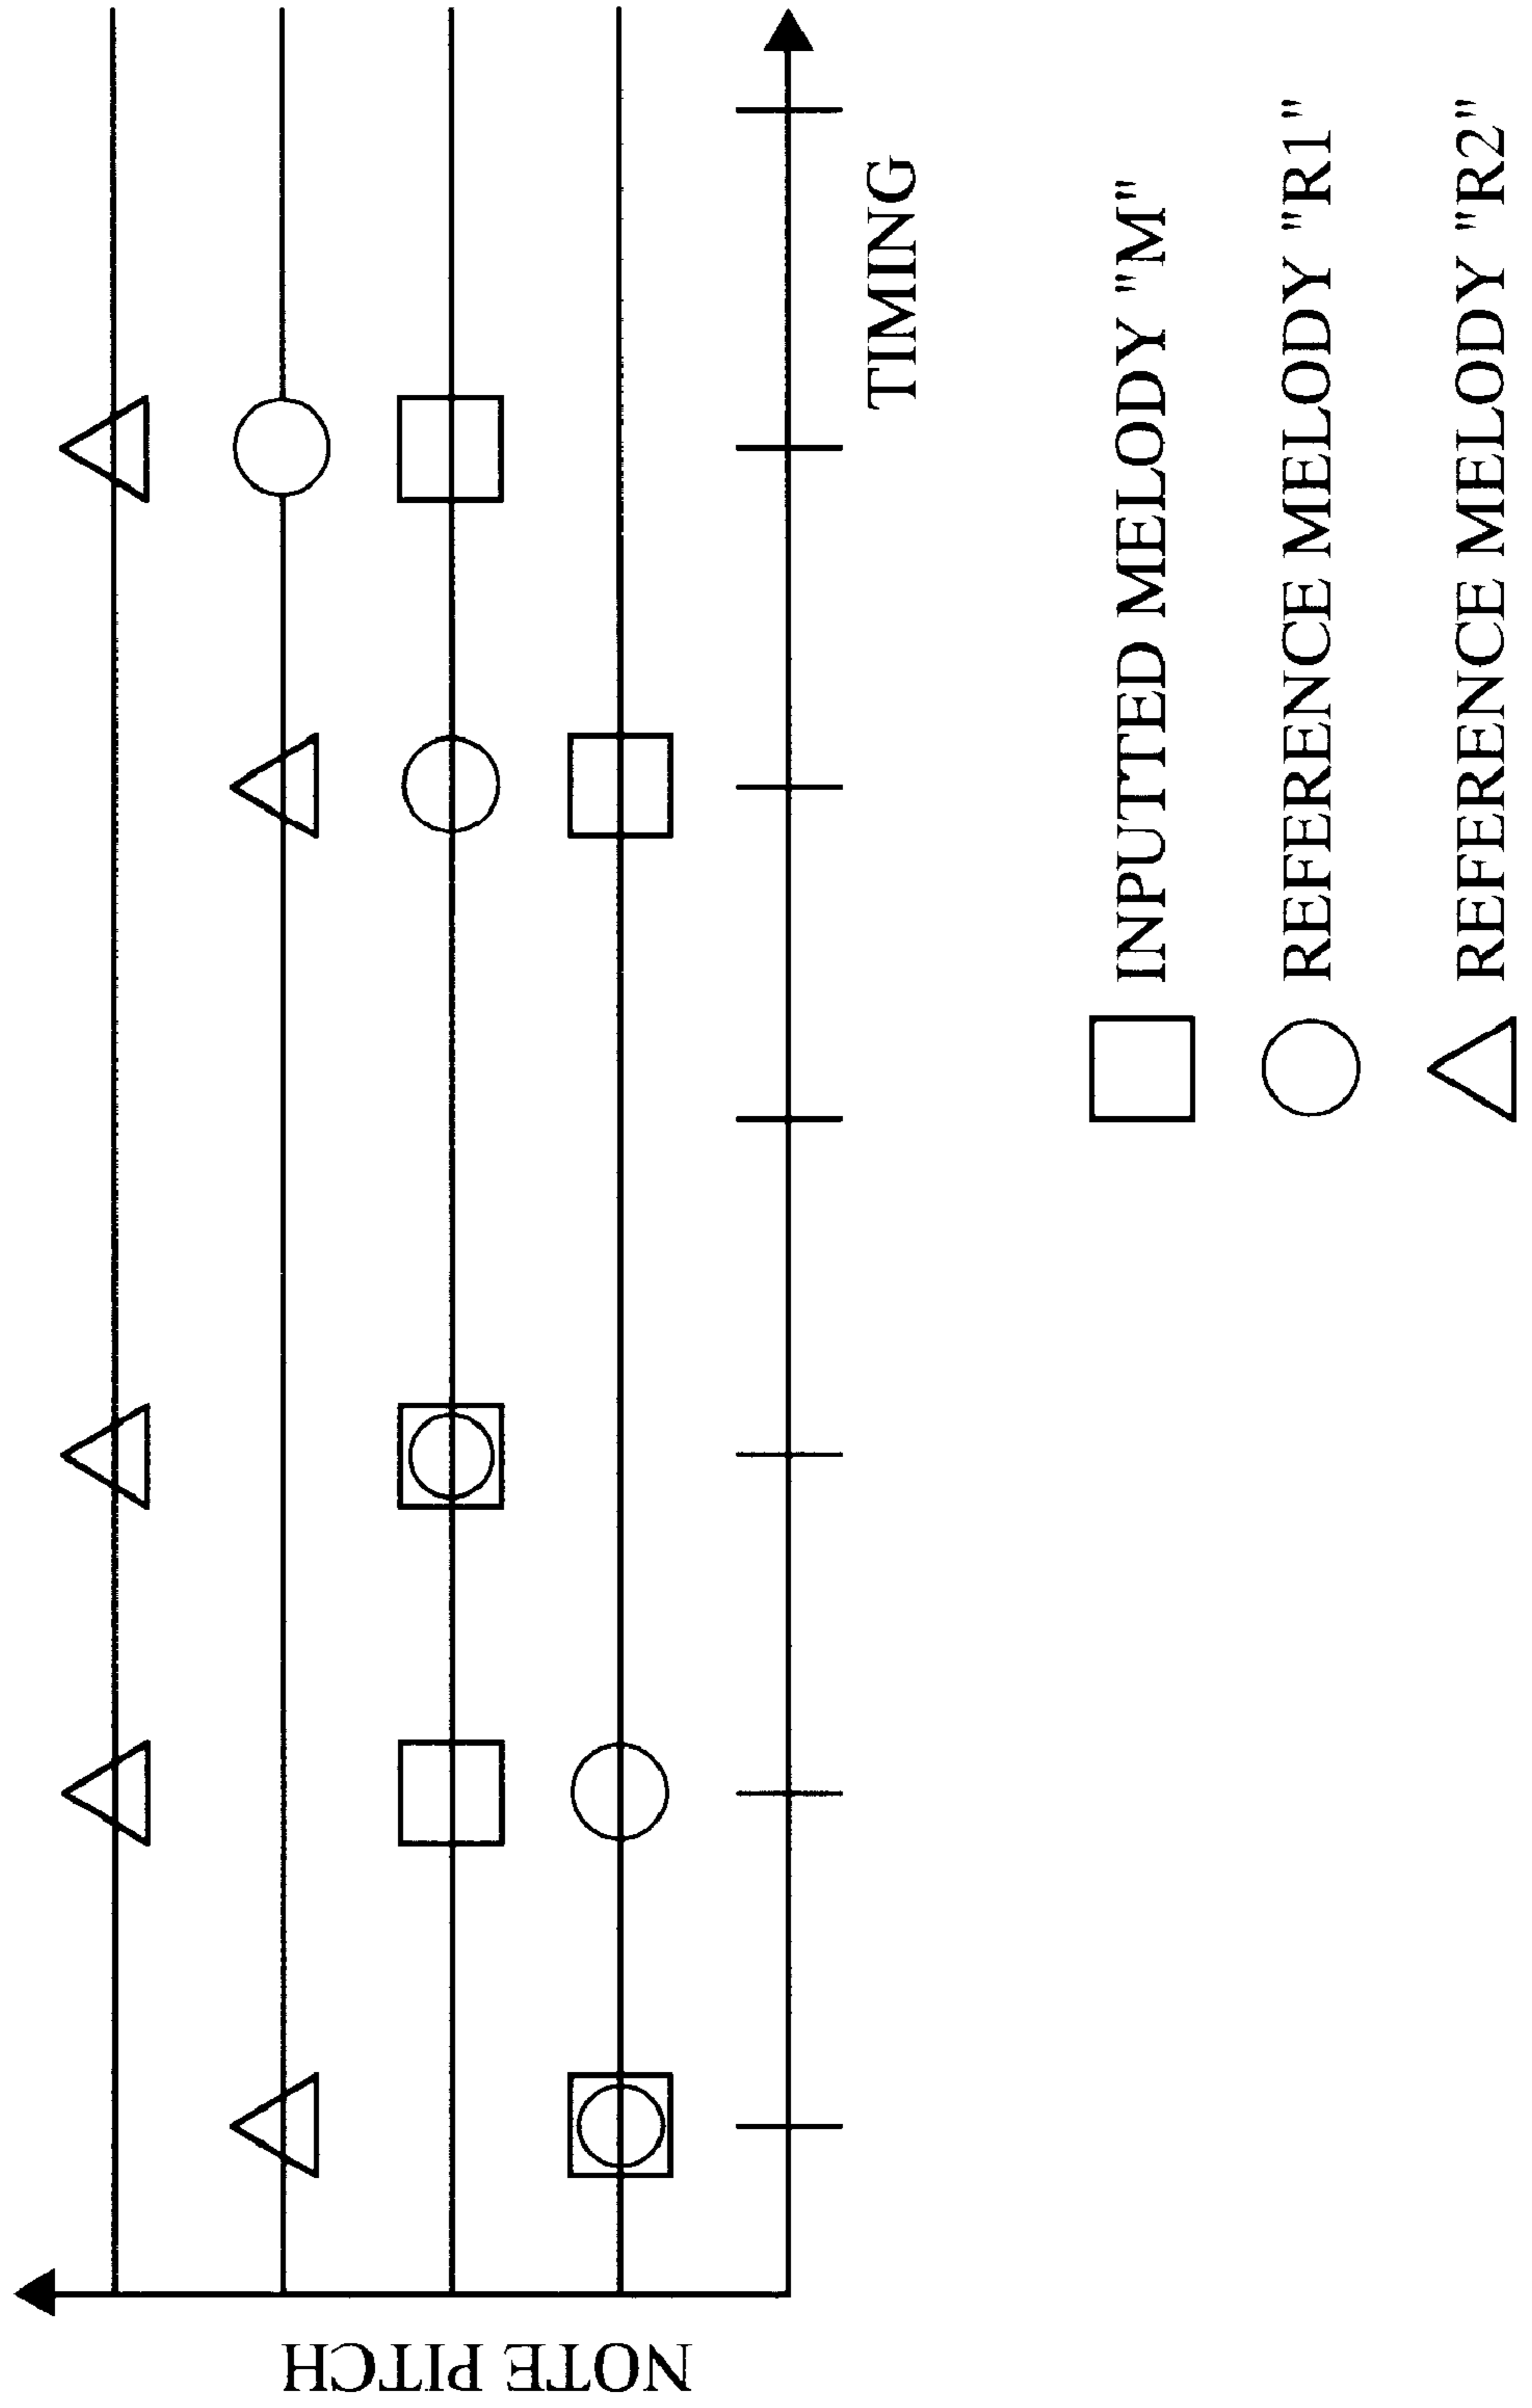 NOTE PITCH
TIMING
INPUTTED MELODY "M"
REFERENCE MELODY "R1"
REFERENCE MELODY "R2"